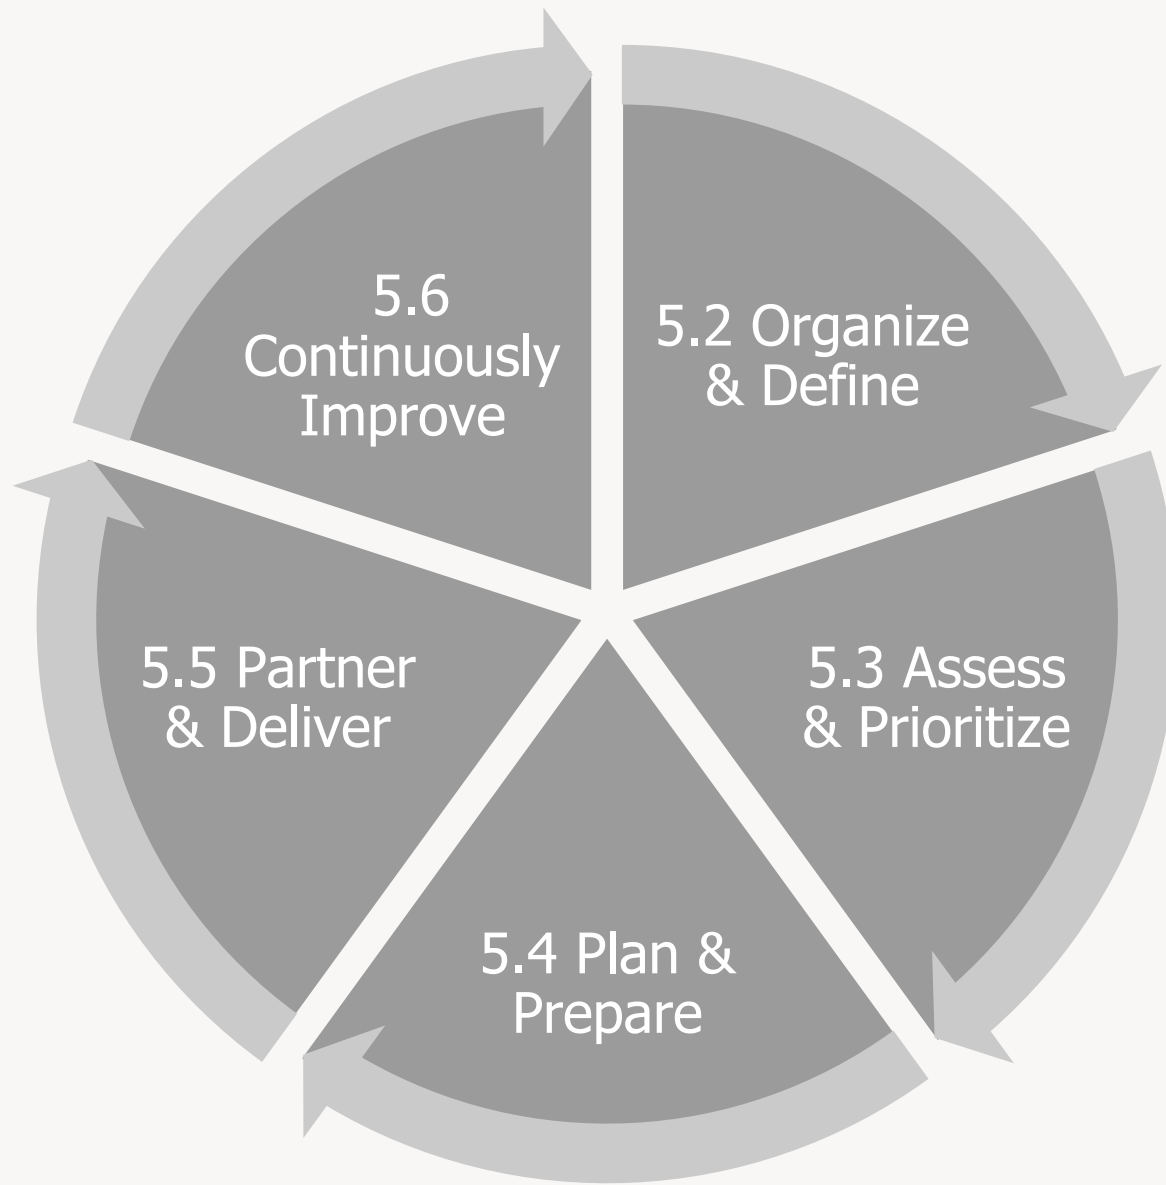 5.6
Continuously
Improve
5.2 Organize
& Define
5.5 Partner
& Deliver
5.3 Assess
& Prioritize
5.4 Plan &
Prepare